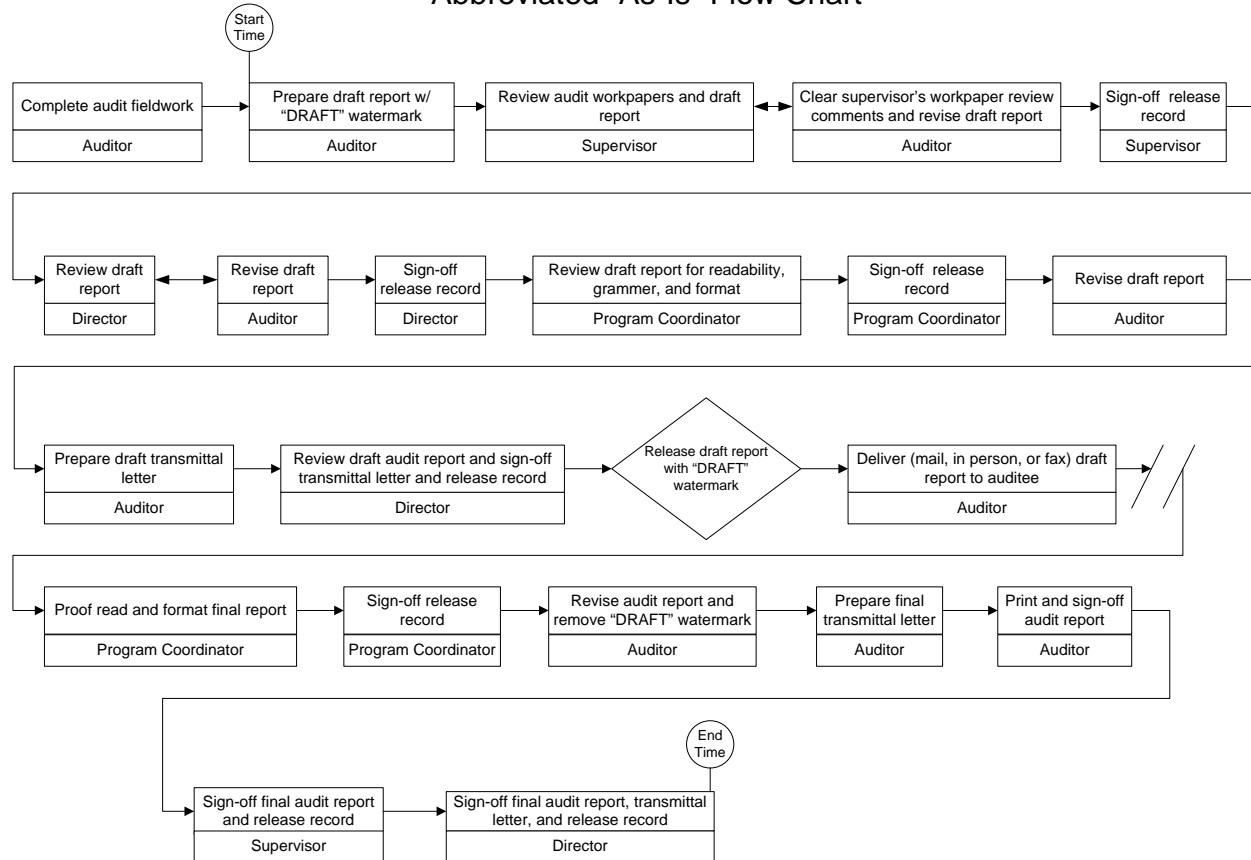 Abbreviated "As-Is" Flow Chart
Start
Time
Complete audit fieldwork
Auditor
Prepare draft report w/
"DRAFT" watermark
Auditor
Review audit workpapers and draft
report
Supervisor
Clear supervisor's workpaper review
comments and revise draft report
Auditor
Sign-off release
record
Supervisor
Review draft
report
Director
Revise draft
report
Auditor
Sign-off
release record
Director
Review draft report for readability,
grammer, and format
Program Coordinator
Sign-off release
record
Program Coordinator
Revise draft report
Auditor
Prepare draft transmittal
letter
Auditor
Review draft audit report and sign-off
transmittal letter and release record
Director
Release draft report
with "DRAFT"
watermark
Deliver (mail, in person, or fax) draft
report to auditee
Auditor
Proof read and format final report
Program Coordinator
Sign-off release
record
Program Coordinator
Revise audit report and
remove "DRAFT" watermark
Auditor
Prepare final
transmittal letter
Auditor
Print and sign-off
audit report
Auditor
End
Time
Sign-off final audit report
and release record
Supervisor
Sign-off final audit report, transmittal
letter, and release record
Director